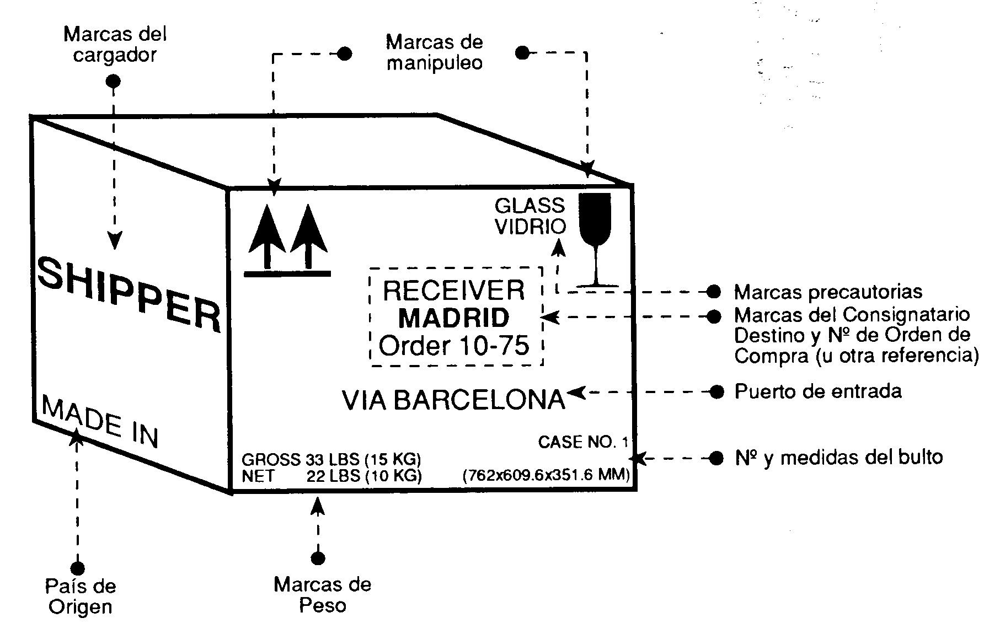 Marcas del
cargador
Marcas de
manipuleo
GLASS
VIDRIO
SHIPPER
RECEIVER
MADRID
Order 10-75
Marcas precautorias
Marcas del Consignatario
Destino y Nº de Orden de
Compra (u otra referencia)
VIA BARCELONA
Puerto de entrada
MADE IN
CASE NO. 1
GROSS 33 LBS (15 KG)
NET 22 LBS (10 KG)
(762x609.6x351.6 MM)
Nº y medidas del bulto
País de
Origen
Marcas de
Peso